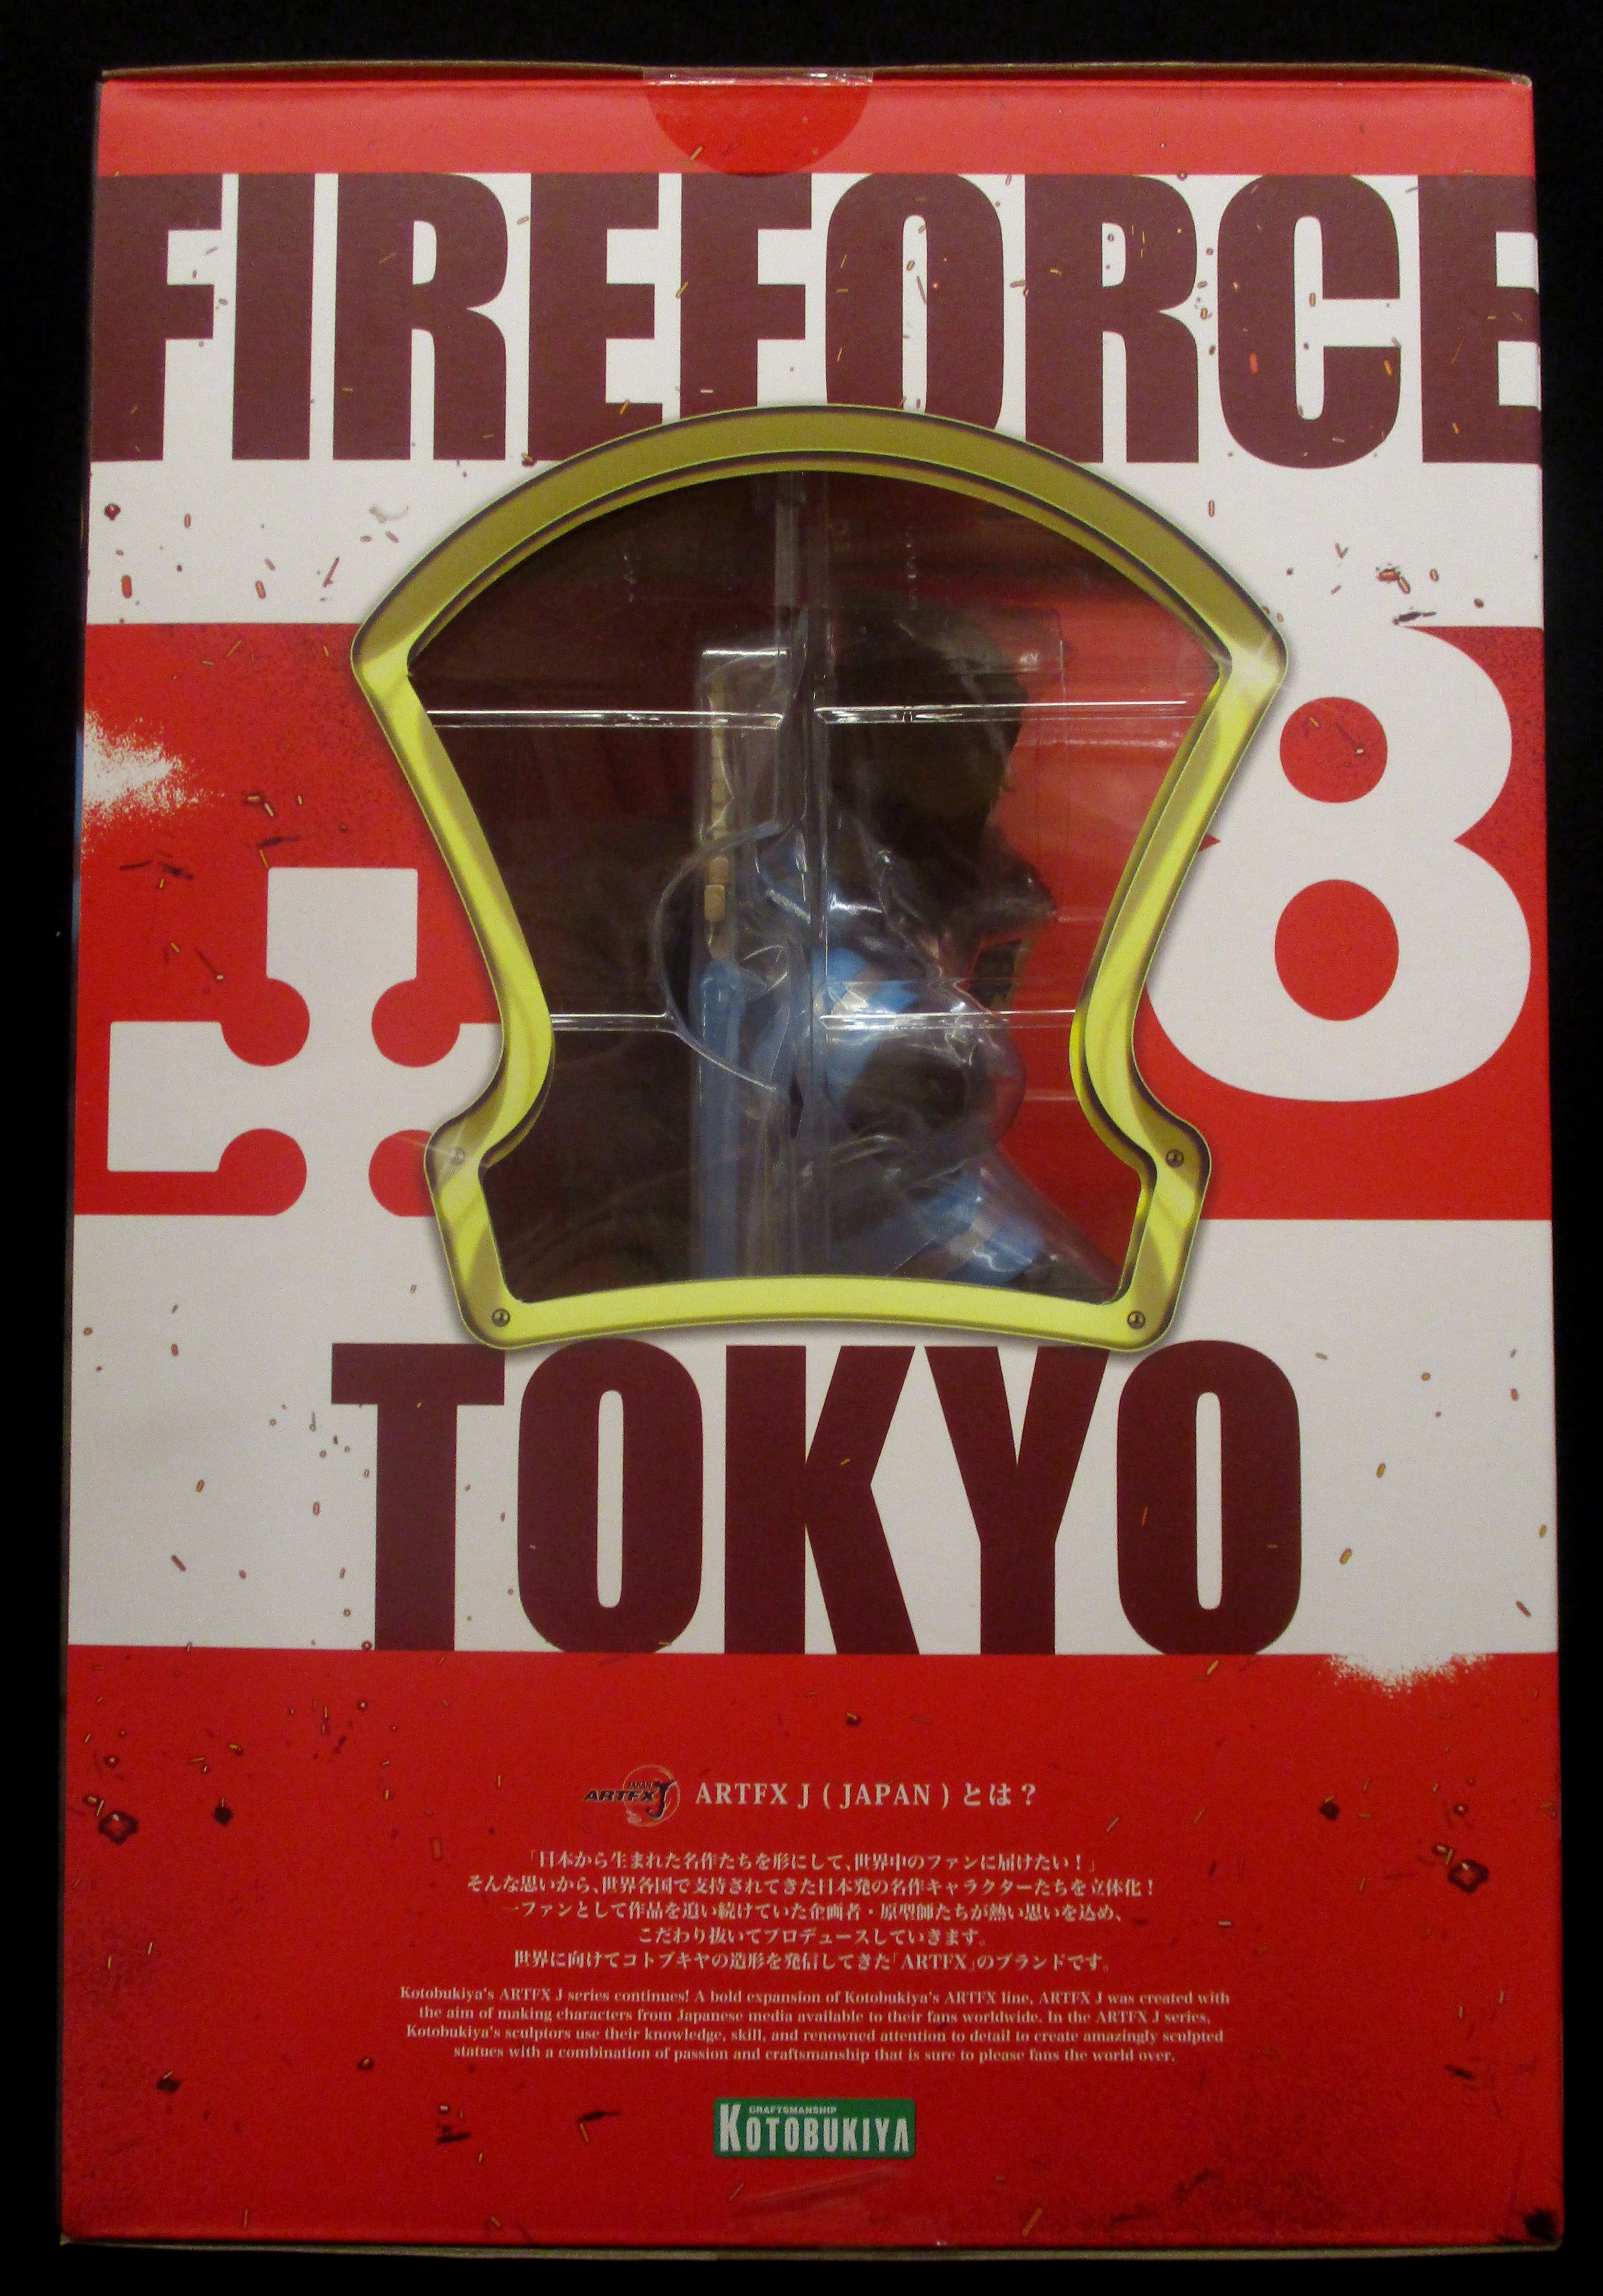 FIREFORCE
8
TOKYO
JAPAN
ARTFX J
ARTFX J ( JAPAN ) とは？
「日本から生まれた名作たちを形にして、世界中のファンに届けたい！」
そんな思いから、世界各国で支持されてきた日本発の名作キャラクターたちを立体化！
一ファンとして作品を追い続けていた企画者・原型師たちが熱い思いを込め、
こだわり抜いてプロデュースしていきます。
世界に向けてコトブキヤの造形を発信してきた「ARTFX」のブランドです。
Kotobukiya's ARTFX J series continues! A bold expansion of Kotobukiya's ARTFX line, ARTFX J was created with
the aim of making characters from Japanese media available to their fans worldwide. In the ARTFX J series,
Kotobukiya's sculptors use their knowledge, skill, and renowned attention to detail to create amazingly sculpted
statues with a combination of passion and craftsmanship that is sure to please fans the world over.
CRAFTSMANSHIP
KOTOBUKIYA